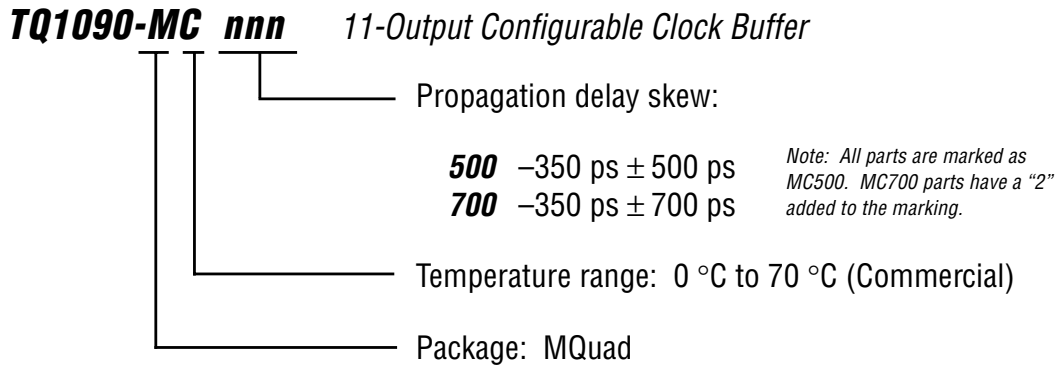 TQ1090-MC nnn 11-Output Configurable Clock Buffer
Propagation delay skew:
500 –350 ps ± 500 ps
700 –350 ps ± 700 ps
Note: All parts are marked as
MC500. MC700 parts have a “2”
added to the marking.
Temperature range: 0 °C to 70 °C (Commercial)
Package: MQuad